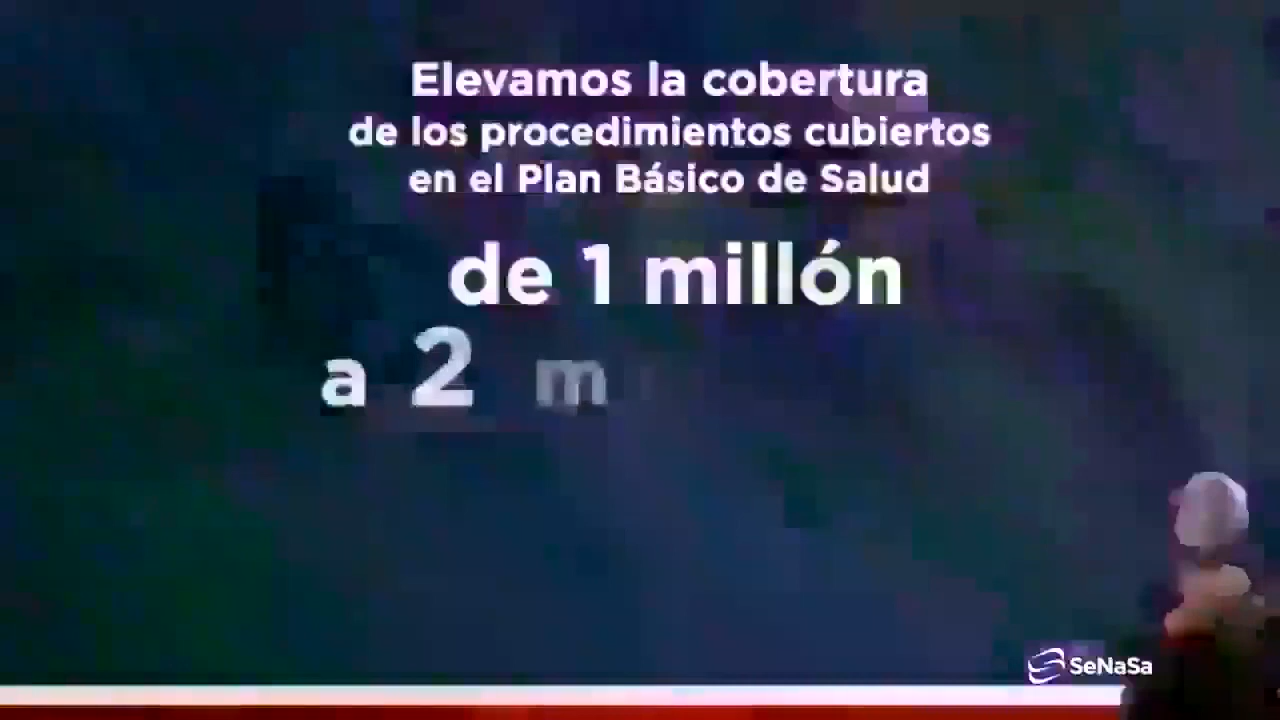 Elevamos la cobertura
de los procedimientos cubiertos
en el Plan Básico de Salud
de 1 millón
a 2 m
SeNaSa